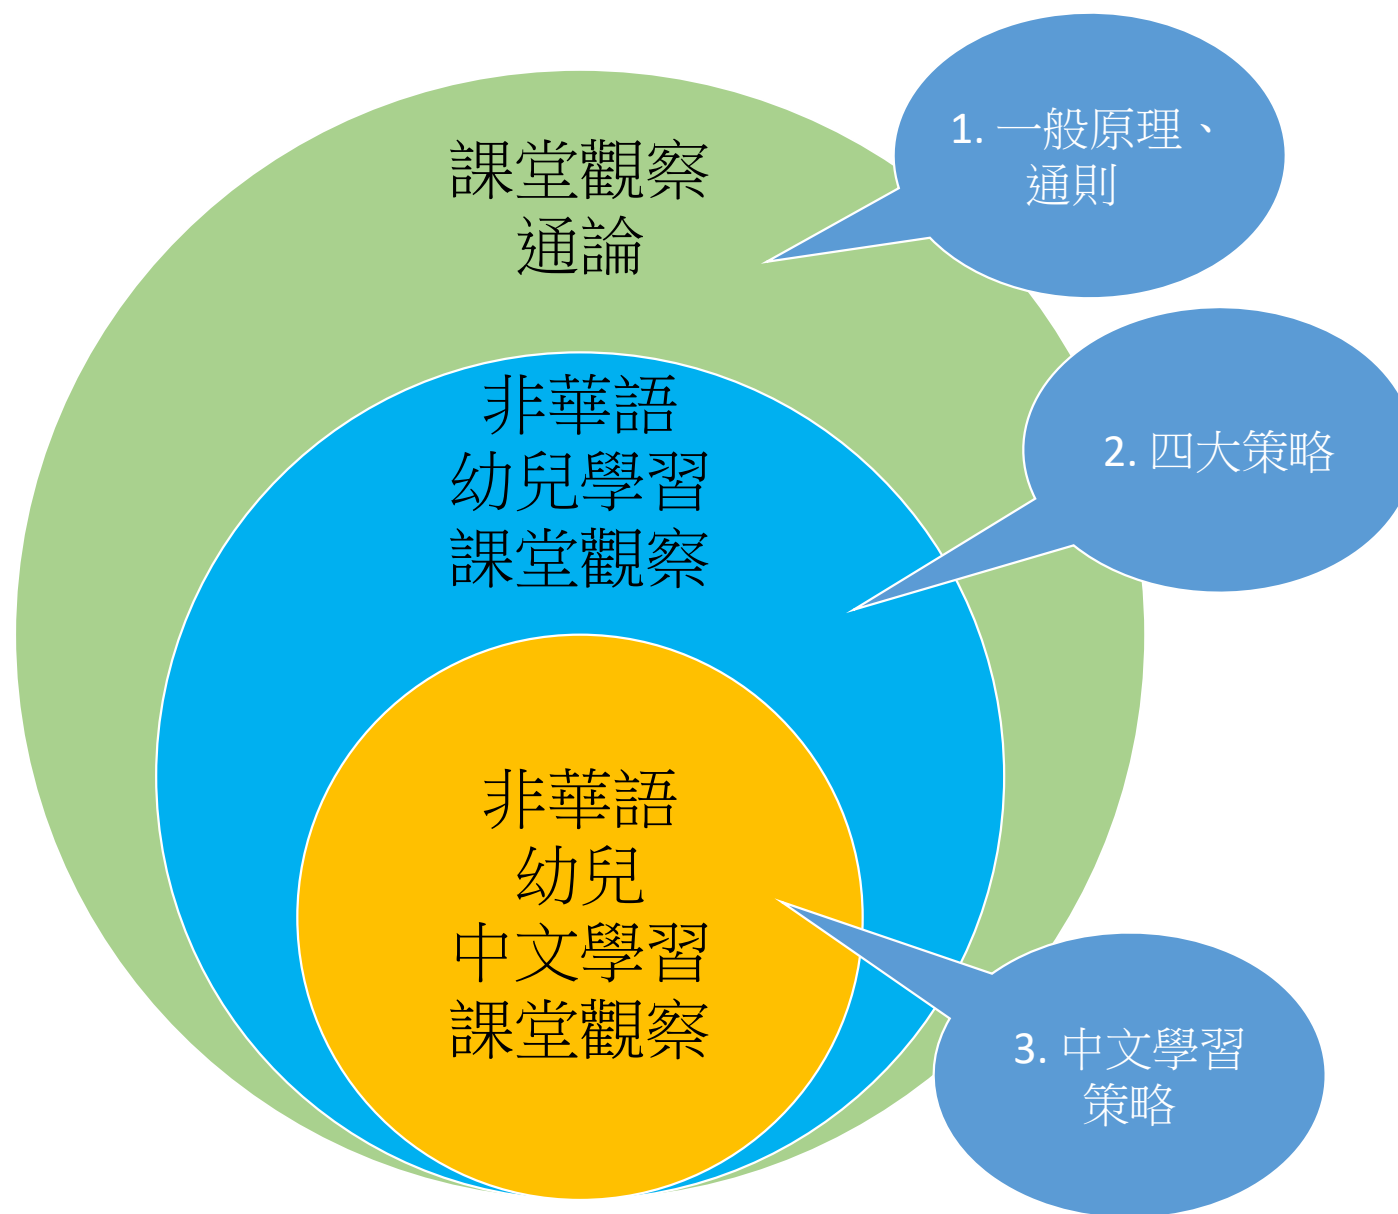 課堂觀察
通論
1. 一般原理、
通則
非華語
幼兒學習
課堂觀察
2. 四大策略
非華語
幼兒
中文學習
課堂觀察
3. 中文學習
策略